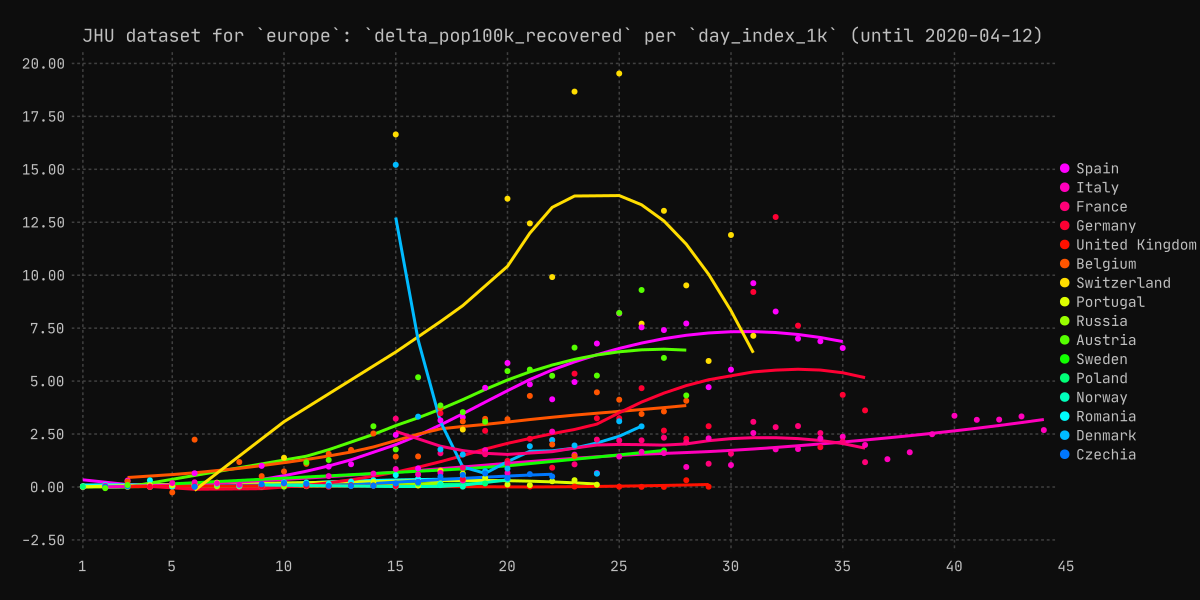 JHU dataset for `europe`: `delta_pop100k_recovered` per `day_index_1k` (until 2020-04-12)
20.00
17.50
15.00
12.50
10.00
7.50
5.00
2.50
0.00
-2.50
1 5 10 15 20 25 30 35 40 45
Spain
Italy
France
Germany
United Kingdom
Belgium
Switzerland
Portugal
Russia
Austria
Sweden
Poland
Norway
Romania
Denmark
Czechia